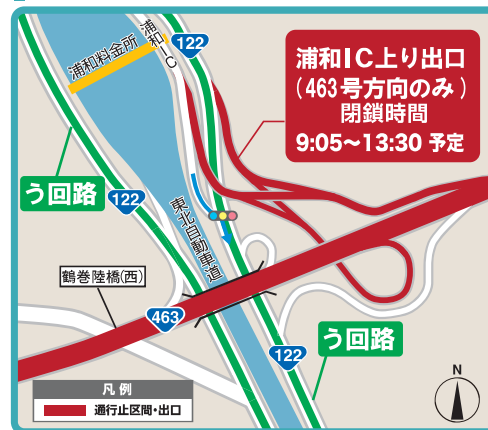 浦和料金所
浦和IC
122
浦和IC上り出口
(463号方向のみ)
閉鎖時間
9:05～13:30 予定
う回路
122
東北自動車道
鶴巻陸橋(西)
463
う回路
122
凡例
通行止区間・出口
N